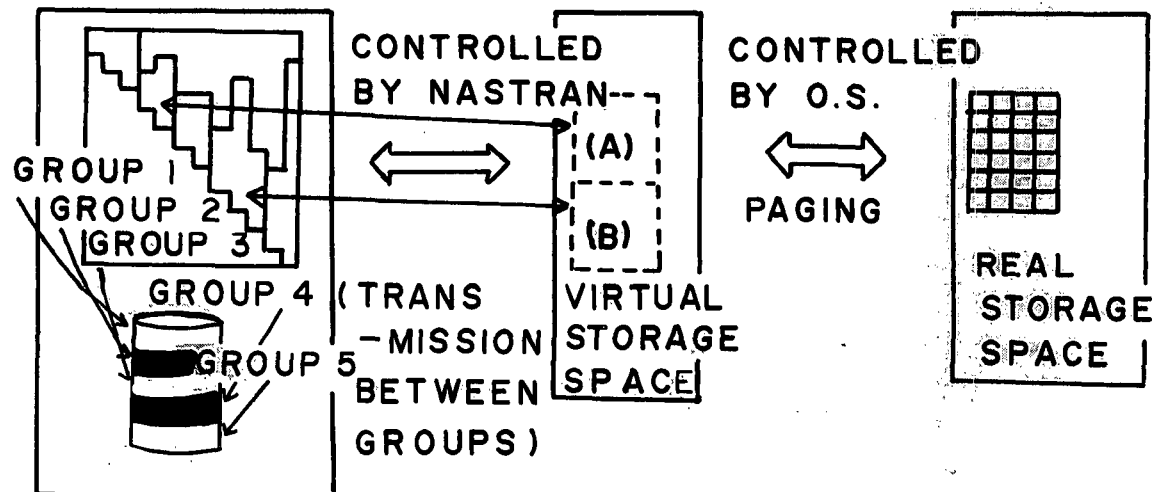 CONTROLLED
BY NASTRAN
CONTROLLED
BY O.S.
(A)
(B)
PAGING
GROUP 1
GROUP 2
GROUP 3
GROUP 4
GROUP 5
(TRANS
-MISSION
BETWEEN
GROUPS)
VIRTUAL
STORAGE
SPACE
REAL
STORAGE
SPACE